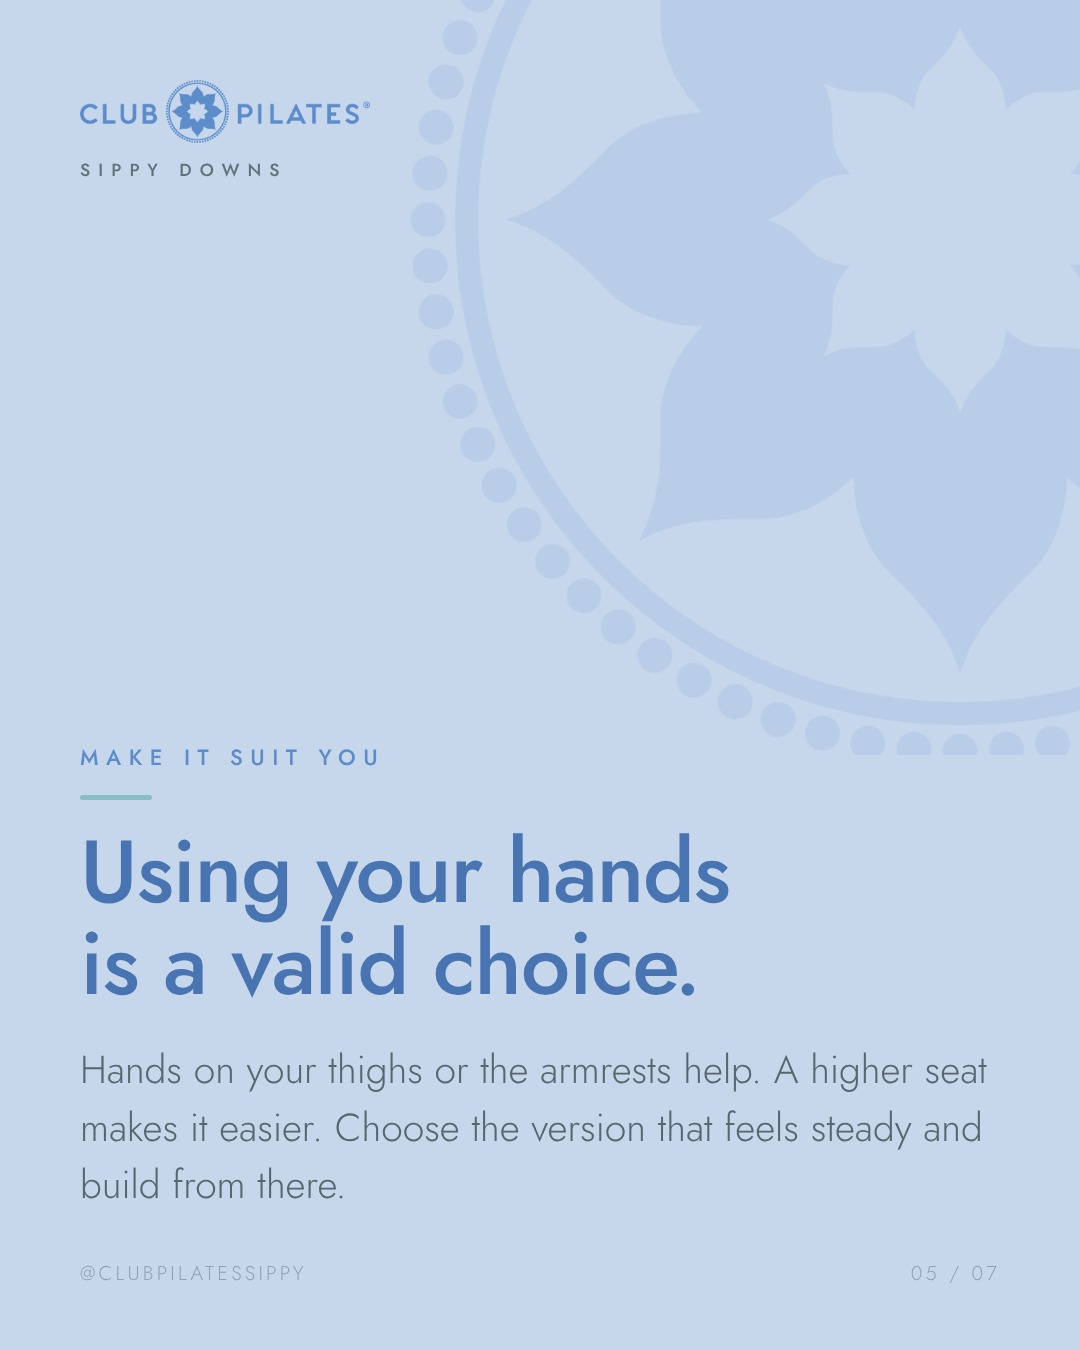 CLUB PILATES®
SIPPY DOWNS
MAKE IT SUIT YOU
Using your hands
is a valid choice.
Hands on your thighs or the armrests help. A higher seat
makes it easier. Choose the version that feels steady and
build from there.
@CLUBPILATESSIPPY
05 / 07